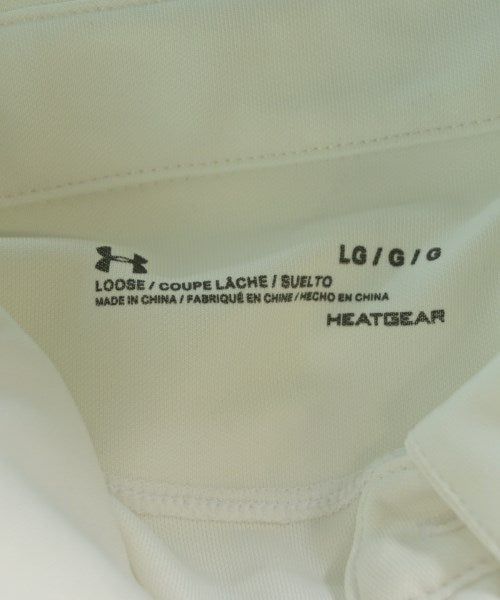 LG / G / G
LOOSE / COUPE LÂCHE / SUELTO
MADE IN CHINA / FABRIQUÉ EN CHINE / HECHO EN CHINA
HEATGEAR